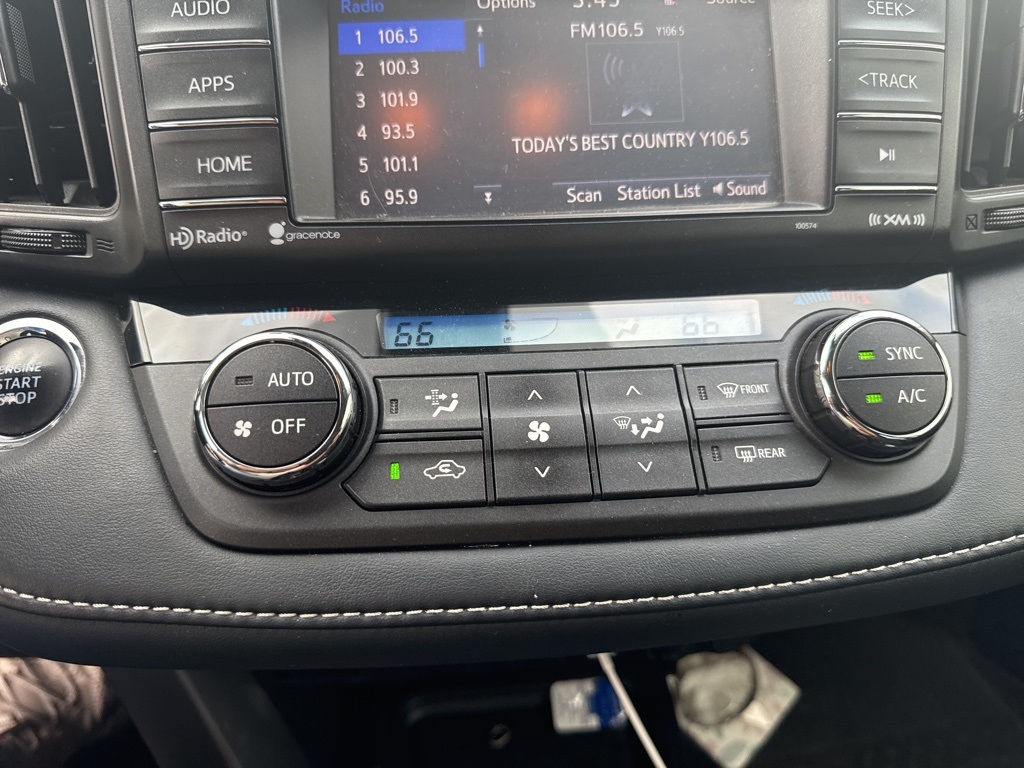 AUDIO
APPS
HOME
HD Radio®
gracenote
Radio
Options
Source
1 106.5
2 100.3
3 101.9
4 93.5
5 101.1
6 95.9
FM106.5 Y106.5
TODAY'S BEST COUNTRY Y106.5
Scan Station List Sound
100574
SEEK>
<TRACK
((( XM )))
ENGINE
START
STOP
AUTO
OFF
66
66
FRONT
REAR
SYNC
A/C